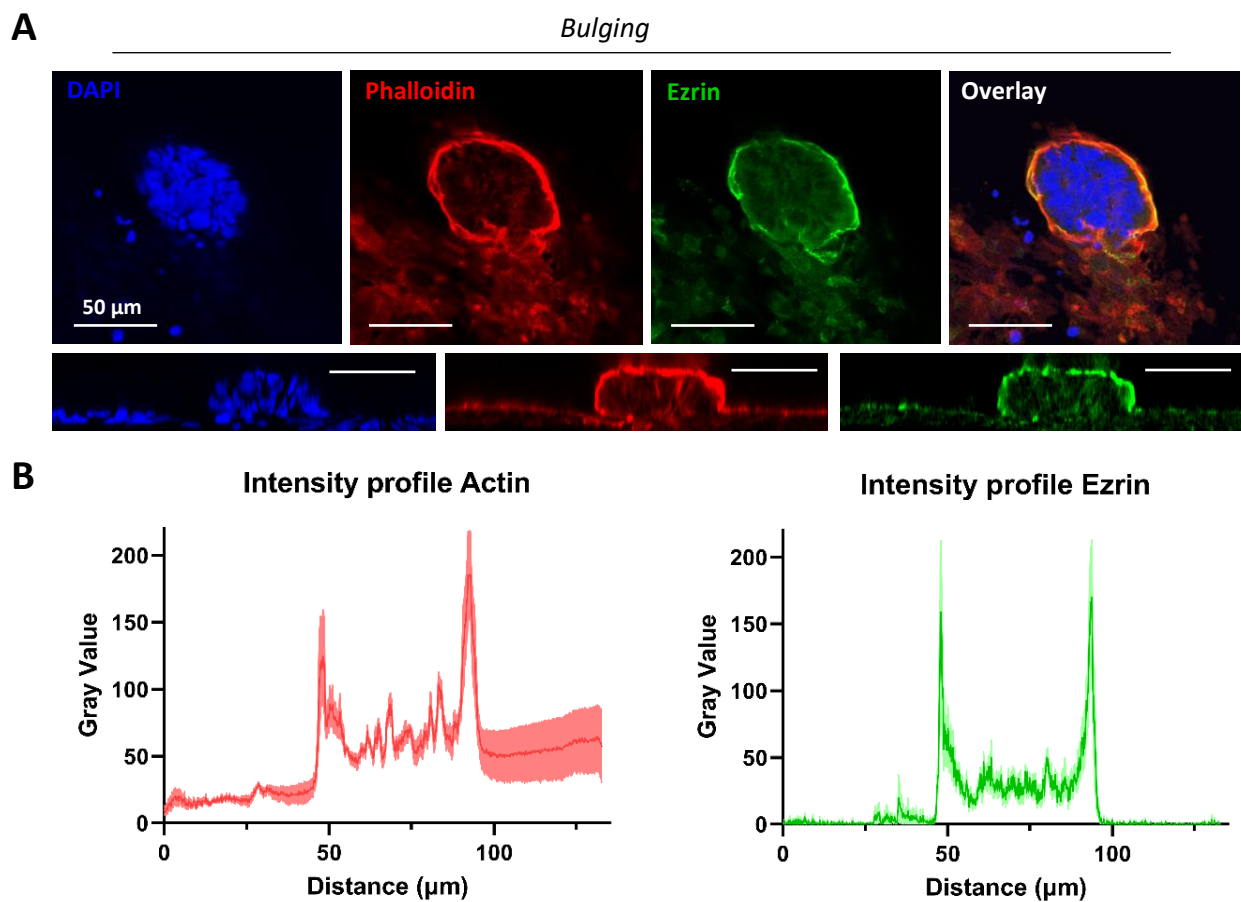 A
Bulging
DAPI
Phalloidin
Ezrin
Overlay
50 µm
B
Intensity profile Actin
Intensity profile Ezrin
200
150
100
50
0
Gray Value
0
50
100
Distance (µm)
200
150
100
50
0
Gray Value
0
50
100
Distance (µm)